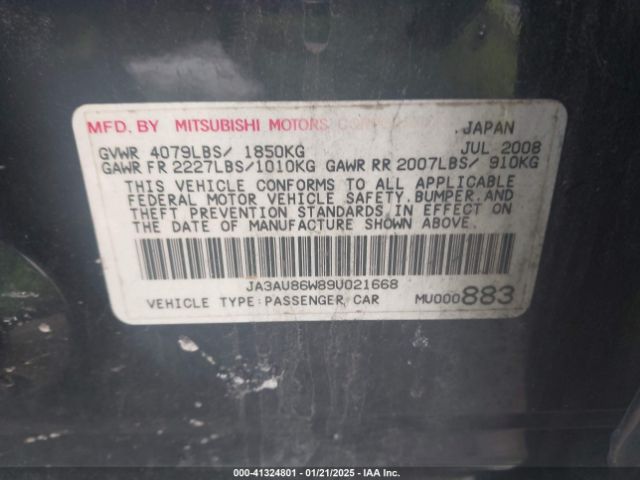 MFD. BY MITSUBISHI MOTORS CORPORATION JAPAN
GVWR 4079LBS/ 1850KG JUL 2008
GAWR FR 2227LBS/1010KG GAWR RR 2007LBS/ 910KG
THIS VEHICLE CONFORMS TO ALL APPLICABLE
FEDERAL MOTOR VEHICLE SAFETY, BUMPER, AND
THEFT PREVENTION STANDARDS IN EFFECT ON
THE DATE OF MANUFACTURE SHOWN ABOVE.
JA3AU86W89U021668
VEHICLE TYPE:PASSENGER CAR MU000883
000-41324801 - 01/21/2025 - IAA Inc.